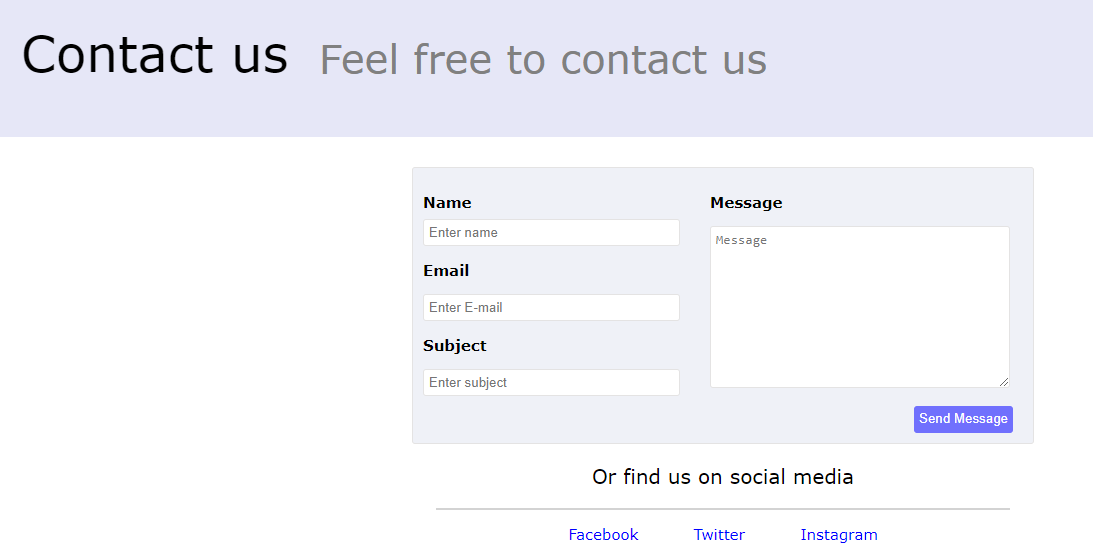 Contact us Feel free to contact us
Name
Enter name
Email
Enter E-mail
Subject
Enter subject
Message
Message
Send Message
Or find us on social media
Facebook Twitter Instagram